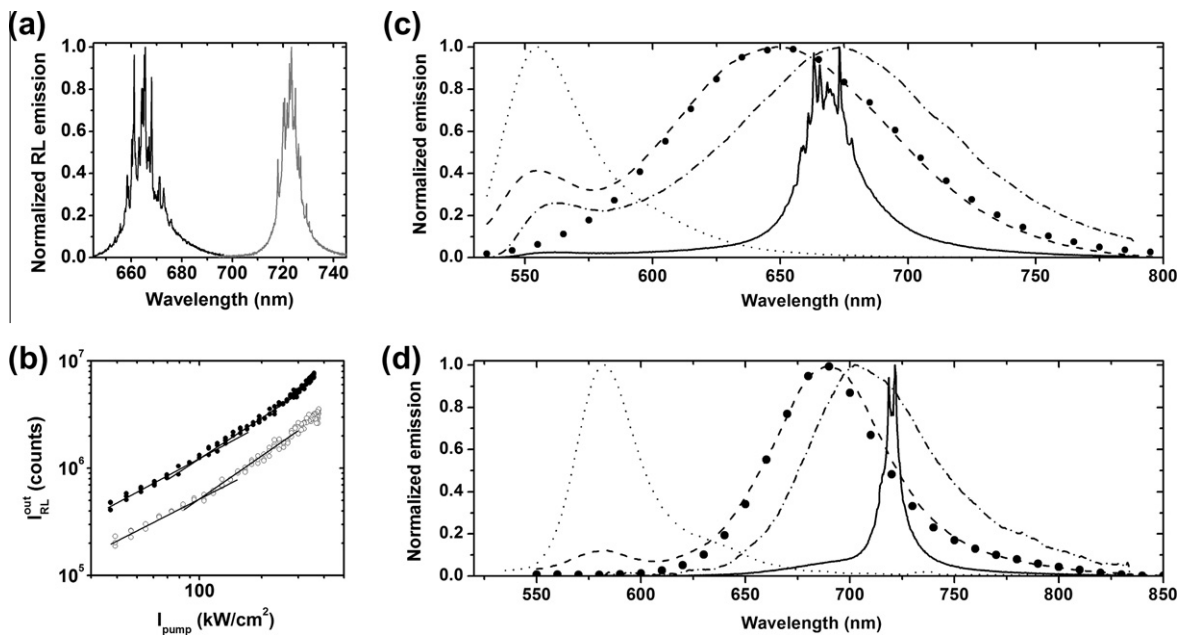 (a)
Normalized RL emission
1.0
0.8
0.6
0.4
0.2
0.0
660 680 700 720 740
Wavelength (nm)
(b)
I_RL^out (counts)
10^7
10^6
10^5
100
I_pump (kW/cm²)
(c)
Normalized emission
1.0
0.8
0.6
0.4
0.2
0.0
550 600 650 700 750 800
Wavelength (nm)
(d)
Normalized emission
1.0
0.8
0.6
0.4
0.2
0.0
550 600 650 700 750 800 850
Wavelength (nm)